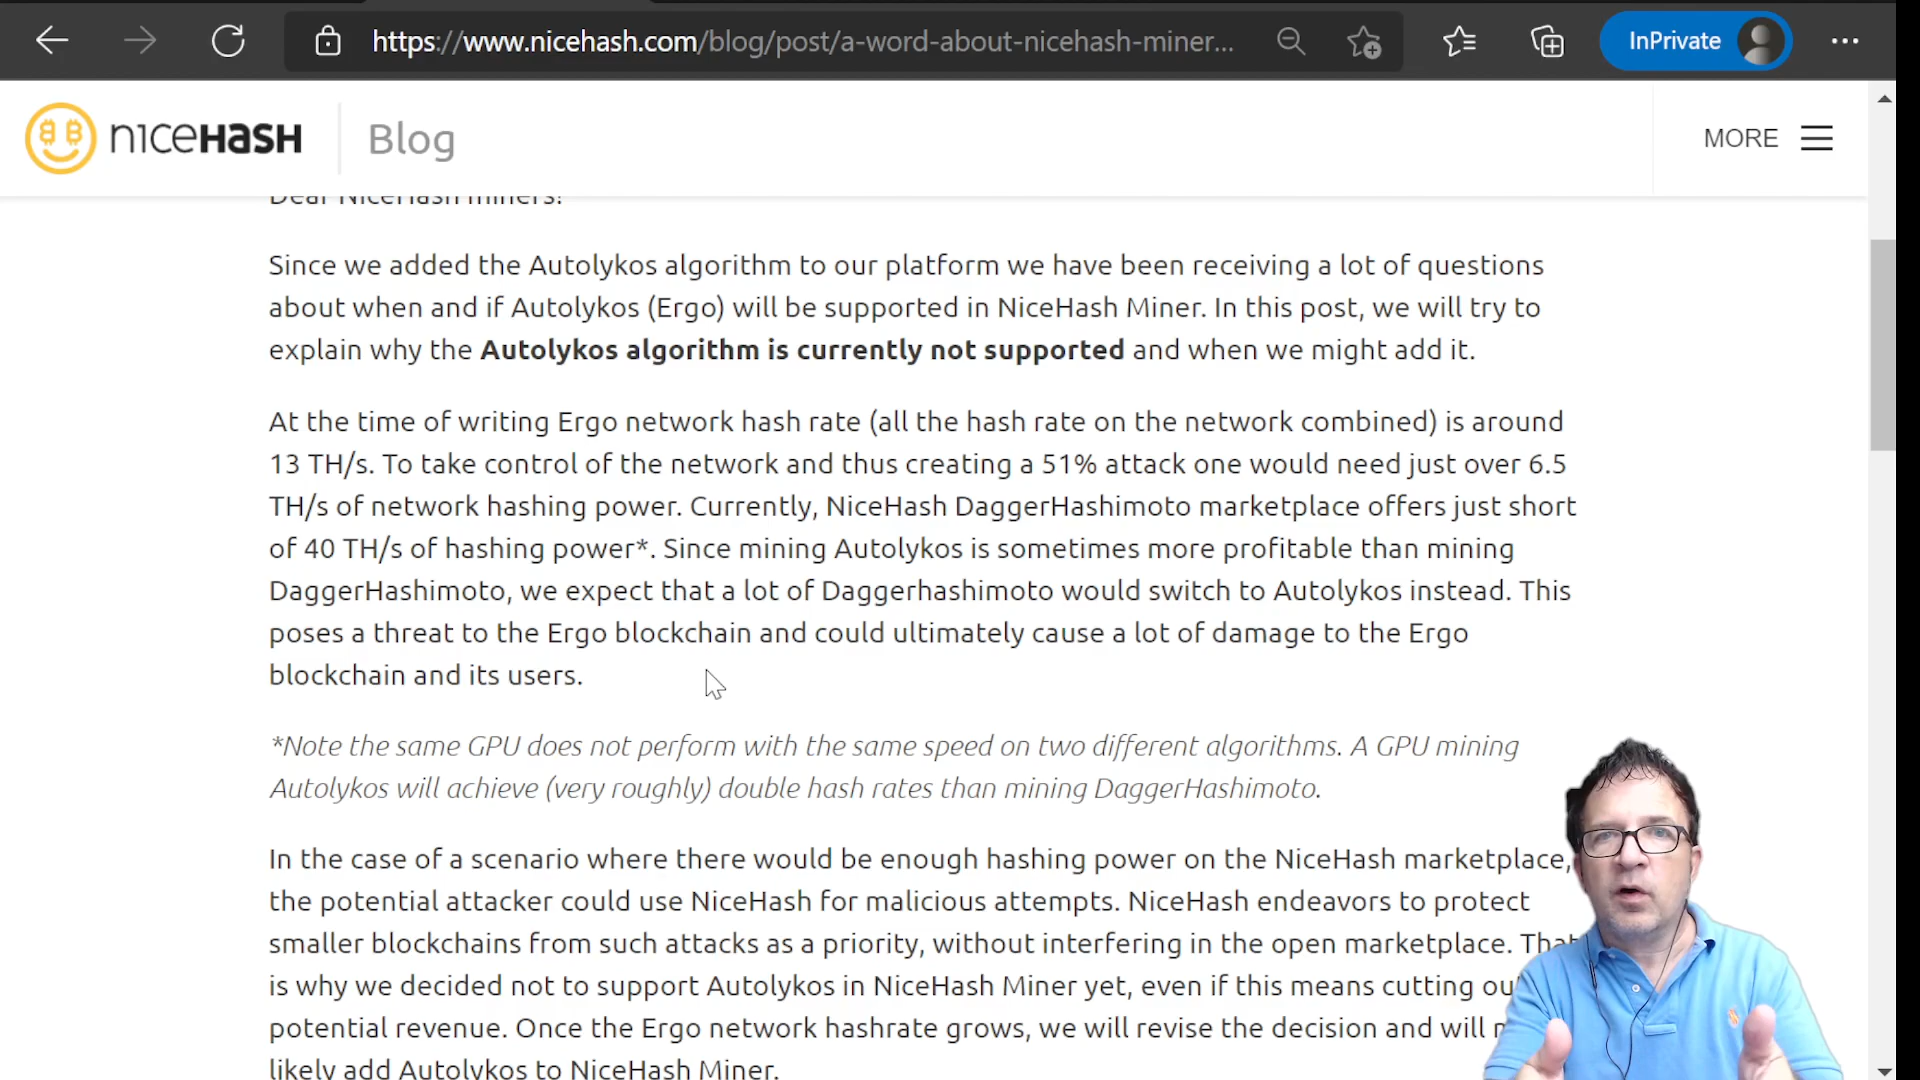 https://www.nicehash.com/blog/post/a-word-about-nicehash-miner...
InPrivate
nıceHasH
Blog
MORE
Dear NiceHash miners!
Since we added the Autolykos algorithm to our platform we have been receiving a lot of questions
about when and if Autolykos (Ergo) will be supported in NiceHash Miner. In this post, we will try to
explain why the Autolykos algorithm is currently not supported and when we might add it.
At the time of writing Ergo network hash rate (all the hash rate on the network combined) is around
13 TH/s. To take control of the network and thus creating a 51% attack one would need just over 6.5
TH/s of network hashing power. Currently, NiceHash DaggerHashimoto marketplace offers just short
of 40 TH/s of hashing power*. Since mining Autolykos is sometimes more profitable than mining
DaggerHashimoto, we expect that a lot of Daggerhashimoto would switch to Autolykos instead. This
poses a threat to the Ergo blockchain and could ultimately cause a lot of damage to the Ergo
blockchain and its users.
*Note the same GPU does not perform with the same speed on two different algorithms. A GPU mining
Autolykos will achieve (very roughly) double hash rates than mining DaggerHashimoto.
In the case of a scenario where there would be enough hashing power on the NiceHash marketplace,
the potential attacker could use NiceHash for malicious attempts. NiceHash endeavors to protect
smaller blockchains from such attacks as a priority, without interfering in the open marketplace. That
is why we decided not to support Autolykos in NiceHash Miner yet, even if this means cutting
potential revenue. Once the Ergo network hashrate grows, we will revise the decision and will
likely add Autolykos to NiceHash Miner.